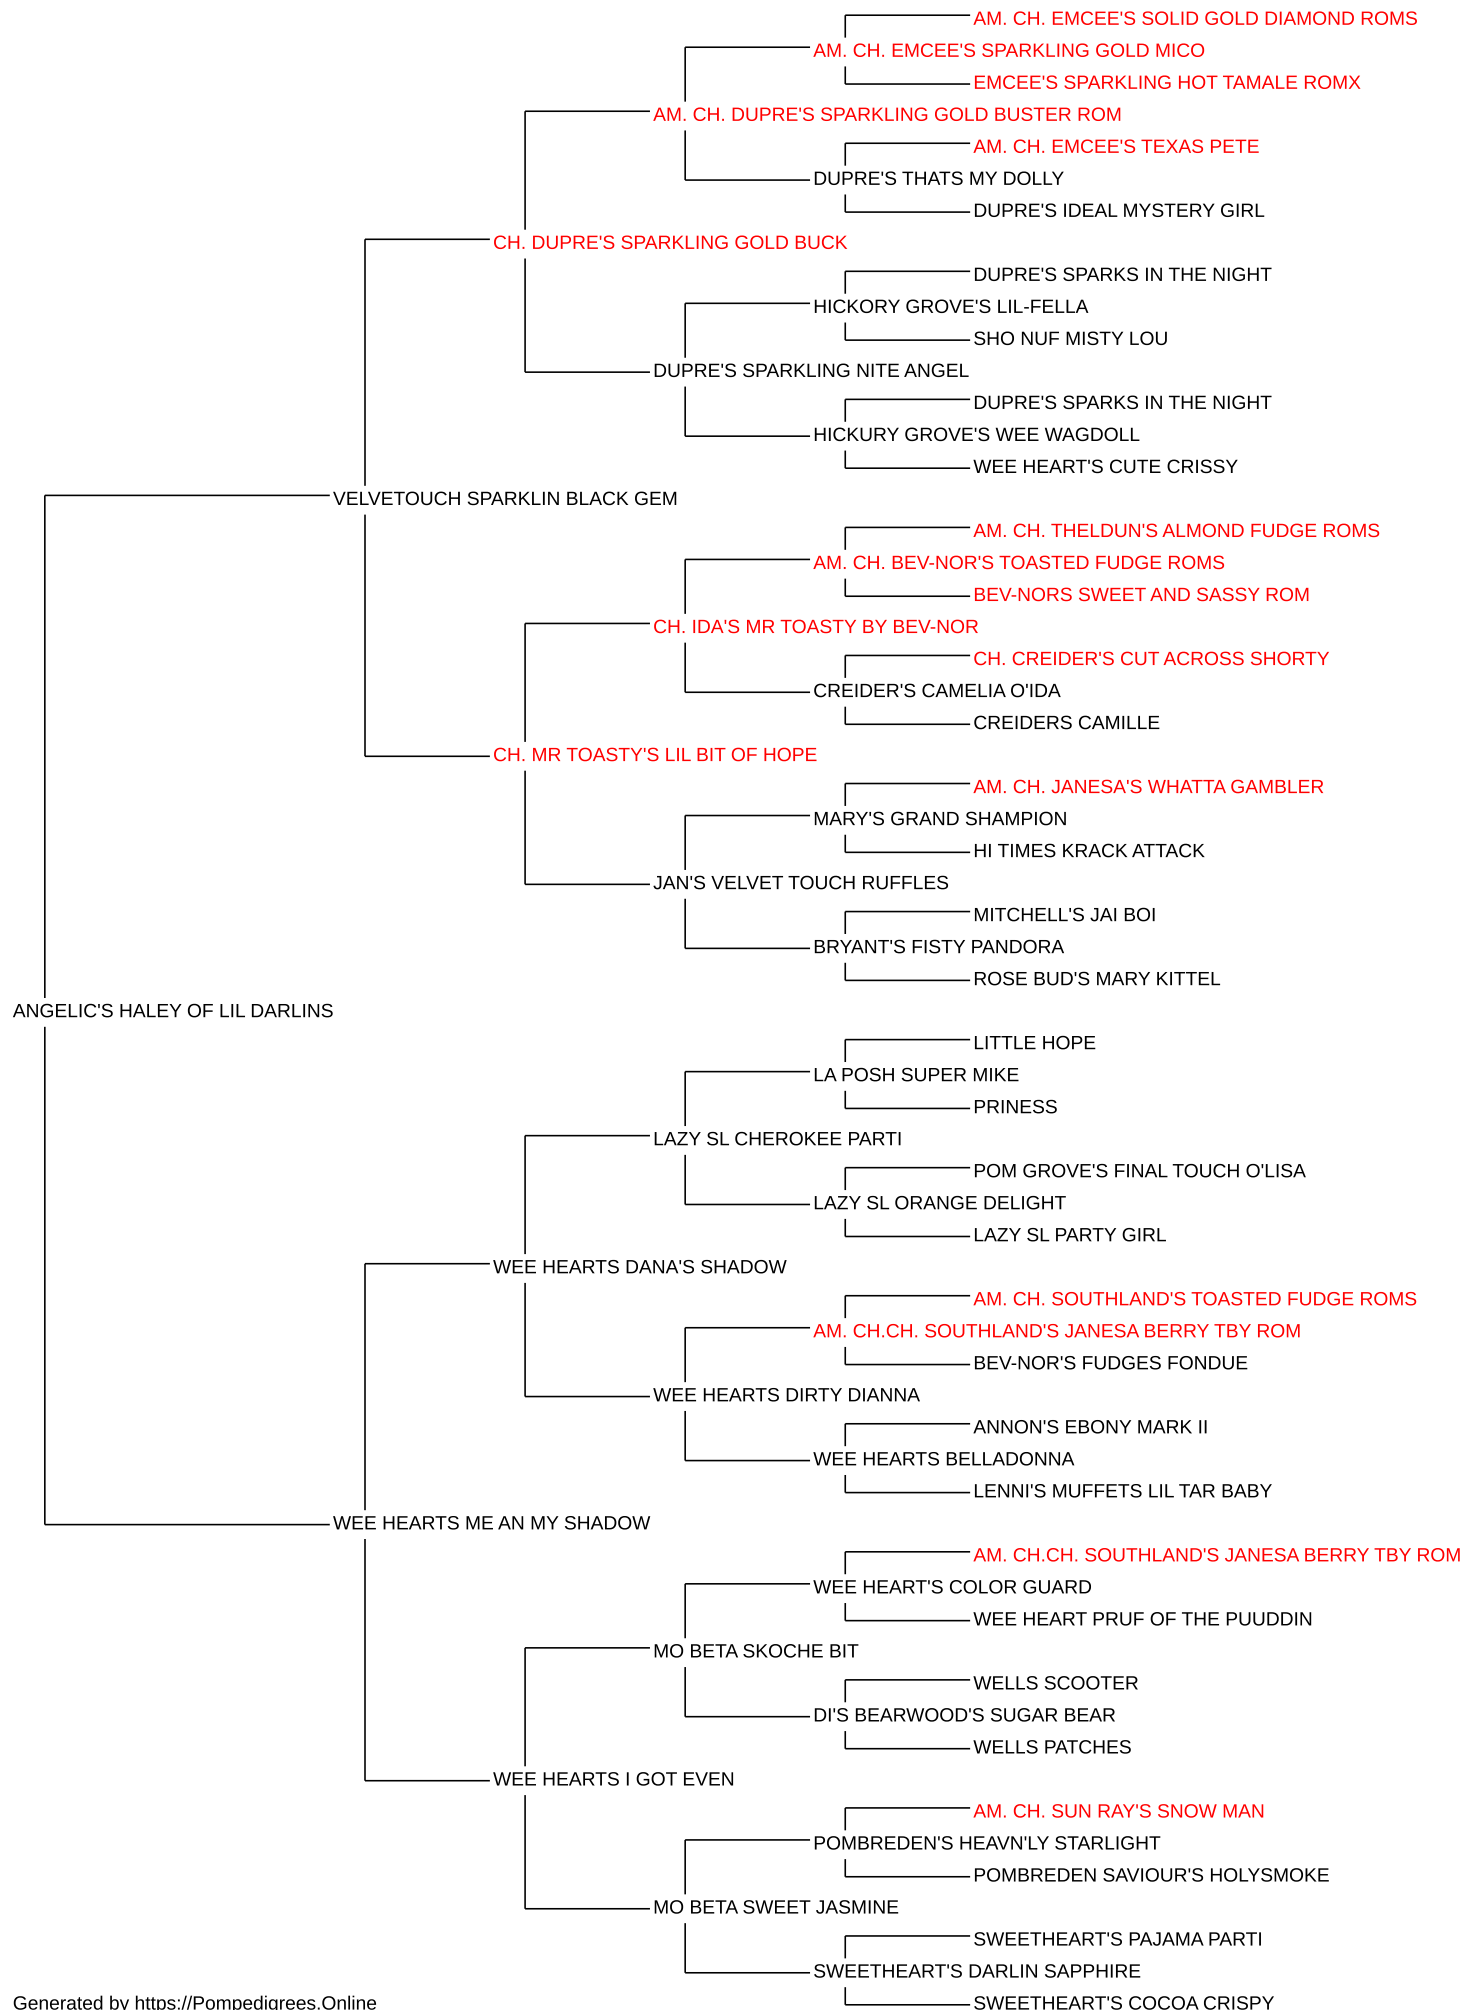 AM. CH. EMCEE'S SOLID GOLD DIAMOND ROMS
AM. CH. EMCEE'S SPARKLING GOLD MICO
EMCEE'S SPARKLING HOT TAMALE ROMX
AM. CH. DUPRE'S SPARKLING GOLD BUSTER ROM
AM. CH. EMCEE'S TEXAS PETE
DUPRE'S THATS MY DOLLY
DUPRE'S IDEAL MYSTERY GIRL
CH. DUPRE'S SPARKLING GOLD BUCK
DUPRE'S SPARKS IN THE NIGHT
HICKORY GROVE'S LIL-FELLA
SHO NUF MISTY LOU
DUPRE'S SPARKLING NITE ANGEL
DUPRE'S SPARKS IN THE NIGHT
HICKURY GROVE'S WEE WAGDOLL
WEE HEART'S CUTE CRISSY
VELVETOUCH SPARKLIN BLACK GEM
AM. CH. THELDUN'S ALMOND FUDGE ROMS
AM. CH. BEV-NOR'S TOASTED FUDGE ROMS
BEV-NORS SWEET AND SASSY ROM
CH. IDA'S MR TOASTY BY BEV-NOR
CH. CREIDER'S CUT ACROSS SHORTY
CREIDER'S CAMELIA O'IDA
CREIDERS CAMILLE
CH. MR TOASTY'S LIL BIT OF HOPE
AM. CH. JANESA'S WHATTA GAMBLER
MARY'S GRAND SHAMPION
HI TIMES KRACK ATTACK
JAN'S VELVET TOUCH RUFFLES
MITCHELL'S JAI BOI
BRYANT'S FISTY PANDORA
ROSE BUD'S MARY KITTEL
ANGELIC'S HALEY OF LIL DARLINS
LITTLE HOPE
LA POSH SUPER MIKE
PRINESS
LAZY SL CHEROKEE PARTI
POM GROVE'S FINAL TOUCH O'LISA
LAZY SL ORANGE DELIGHT
LAZY SL PARTY GIRL
WEE HEARTS DANA'S SHADOW
AM. CH. SOUTHLAND'S TOASTED FUDGE ROMS
AM. CH.CH. SOUTHLAND'S JANESA BERRY TBY ROM
BEV-NOR'S FUDGES FONDUE
WEE HEARTS DIRTY DIANNA
ANNON'S EBONY MARK II
WEE HEARTS BELLADONNA
LENNI'S MUFFETS LIL TAR BABY
WEE HEARTS ME AN MY SHADOW
AM. CH.CH. SOUTHLAND'S JANESA BERRY TBY ROM
WEE HEART'S COLOR GUARD
WEE HEART PRUF OF THE PUUDDIN
MO BETA SKOCHE BIT
WELLS SCOOTER
DI'S BEARWOOD'S SUGAR BEAR
WELLS PATCHES
WEE HEARTS I GOT EVEN
AM. CH. SUN RAY'S SNOW MAN
POMBREDEN'S HEAVN'LY STARLIGHT
POMBREDEN SAVIOUR'S HOLYSMOKE
MO BETA SWEET JASMINE
SWEETHEART'S PAJAMA PARTI
SWEETHEART'S DARLIN SAPPHIRE
SWEETHEART'S COCOA CRISPY
Generated by https://Pompedigrees.Online